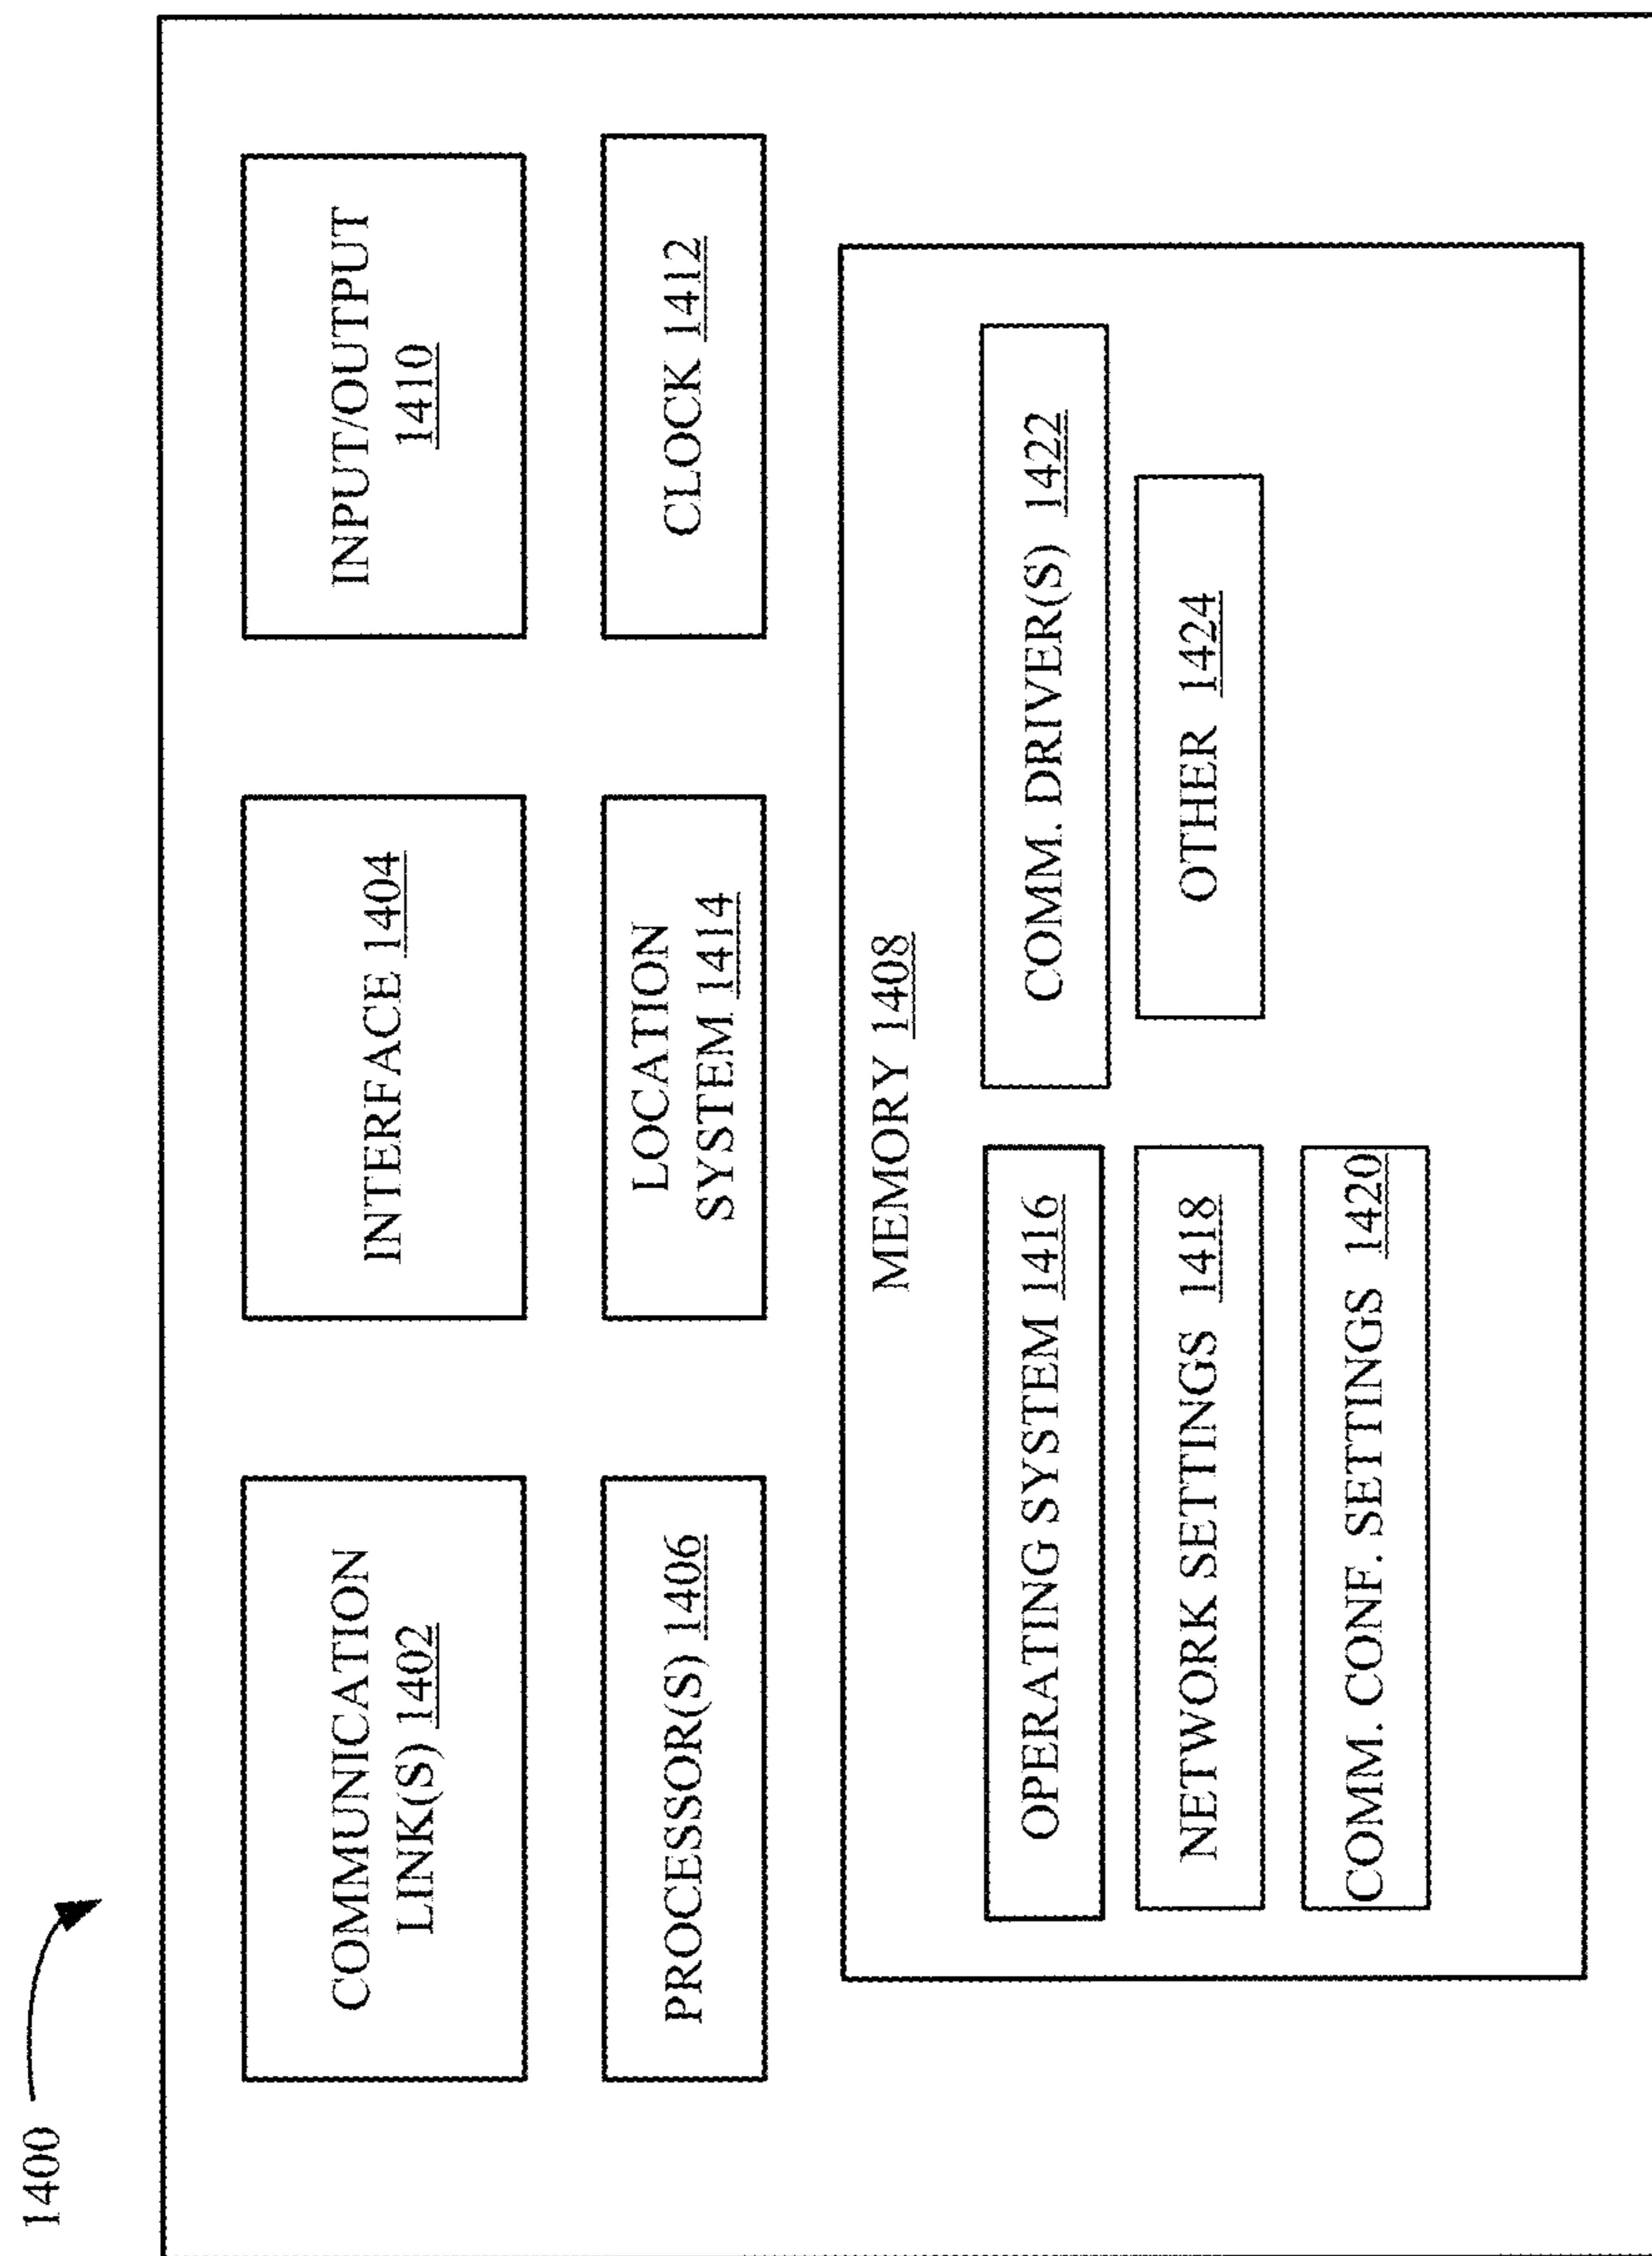 1400
COMMUNICATION
LINK(S) 1402
INTERFACE 1404
INPUT/OUTPUT
1410
PROCESSOR(S) 1406
LOCATION
SYSTEM 1414
CLOCK 1412
MEMORY 1408
OPERATING SYSTEM 1416
COMM. DRIVER(S) 1422
NETWORK SETTINGS 1418
OTHER 1424
COMM. CONF. SETTINGS 1420